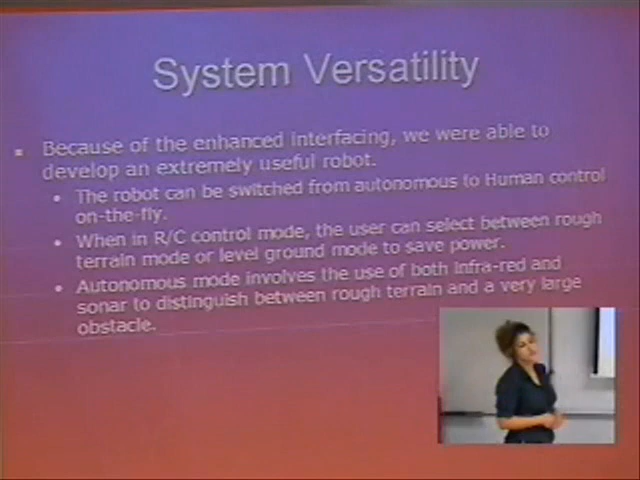 System Versatility
Because of the enhanced interfacing, we were able to
develop an extremely useful robot.
The robot can be switched from autonomous to Human control
on-the-fly.
When in R/C control mode, the user can select between rough
terrain mode or level ground mode to save power.
Autonomous mode involves the use of both infra-red and
sonar to distinguish between rough terrain and a very large
obstacle.